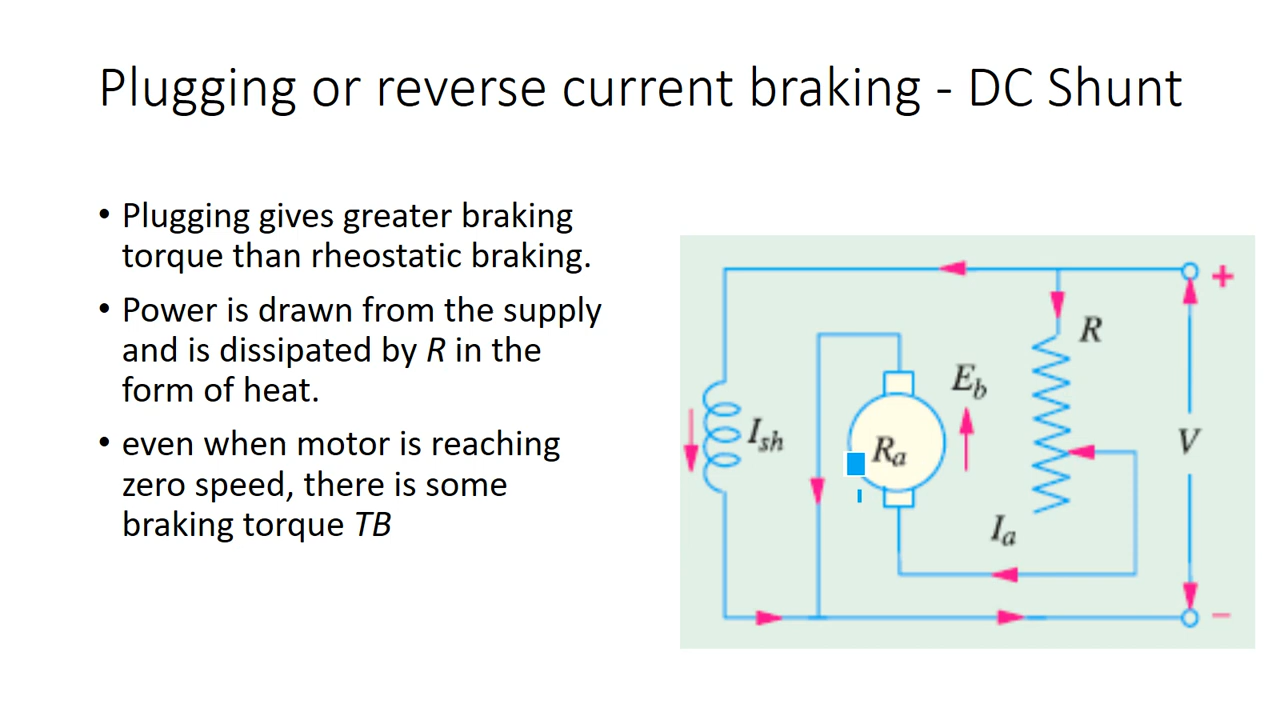 Plugging or reverse current braking - DC Shunt
• Plugging gives greater braking
torque than rheostatic braking.
• Power is drawn from the supply
and is dissipated by R in the
form of heat.
• even when motor is reaching
zero speed, there is some
braking torque TB
+
R
Eb
Ish
Ra
V
Ia
−